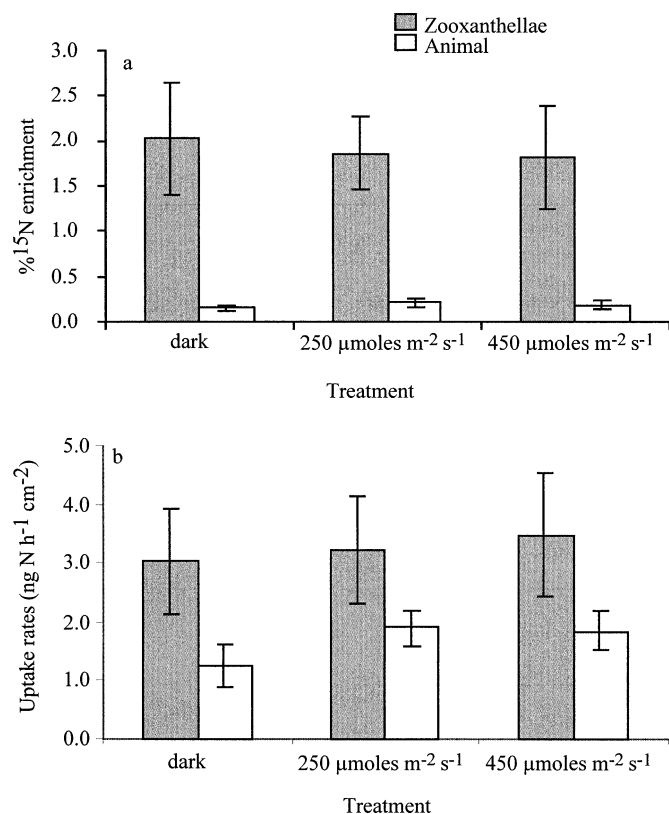 Zooxanthellae
Animal
a
3.0
2.5
2.0
1.5
1.0
0.5
0.0
%15N enrichment
dark
250 μmoles m-2 s-1
450 μmoles m-2 s-1
Treatment
b
5.0
4.0
3.0
2.0
1.0
0.0
Uptake rates (ng N h-1 cm-2)
dark
250 μmoles m-2 s-1
450 μmoles m-2 s-1
Treatment